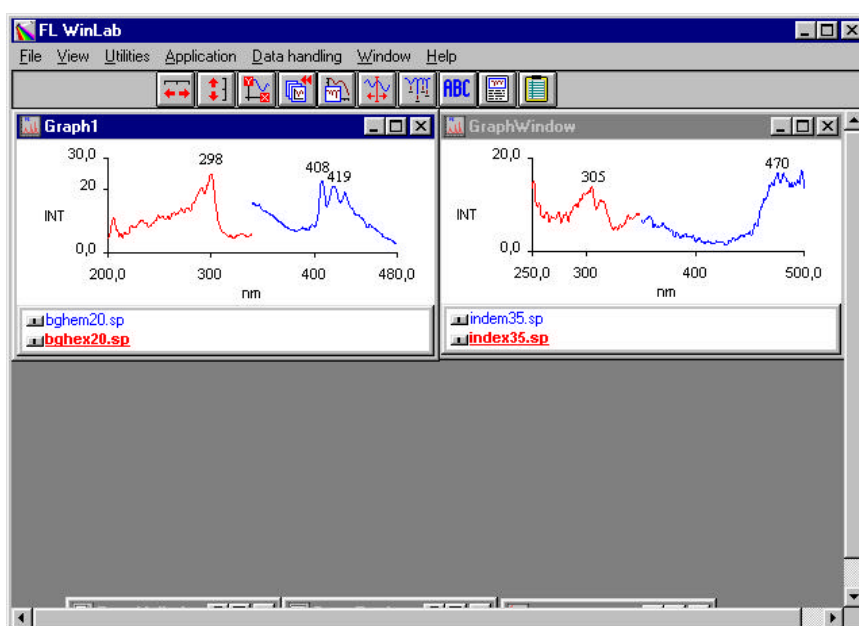 FL WinLab
File View Utilities Application Data handling Window Help
ABC
Graph1
30,0
298
408
419
20
INT
0,0
200,0 300 400 480,0
nm
bghem20.sp
bghex20.sp
GraphWindow
20,0
305
470
INT
0,0
250,0 300 400 500,0
nm
indem35.sp
index35.sp